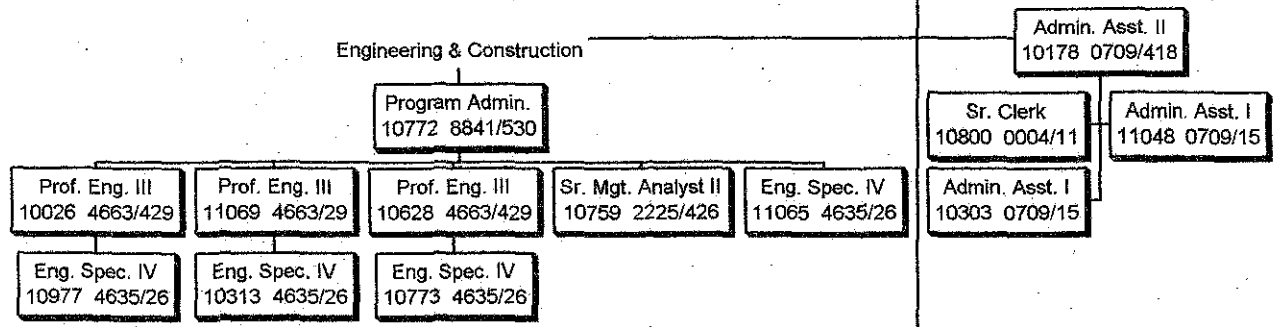 Engineering & Construction
Admin. Asst. II
10178 0709/418
Program Admin.
10772 8841/530
Sr. Clerk
10800 0004/11
Admin. Asst. I
11048 0709/15
Prof. Eng. III
10026 4663/429
Prof. Eng. III
11069 4663/29
Prof. Eng. III
10628 4663/429
Sr. Mgt. Analyst II
10759 2225/426
Eng. Spec. IV
11065 4635/26
Admin. Asst. I
10303 0709/15
Eng. Spec. IV
10977 4635/26
Eng. Spec. IV
10313 4635/26
Eng. Spec. IV
10773 4635/26